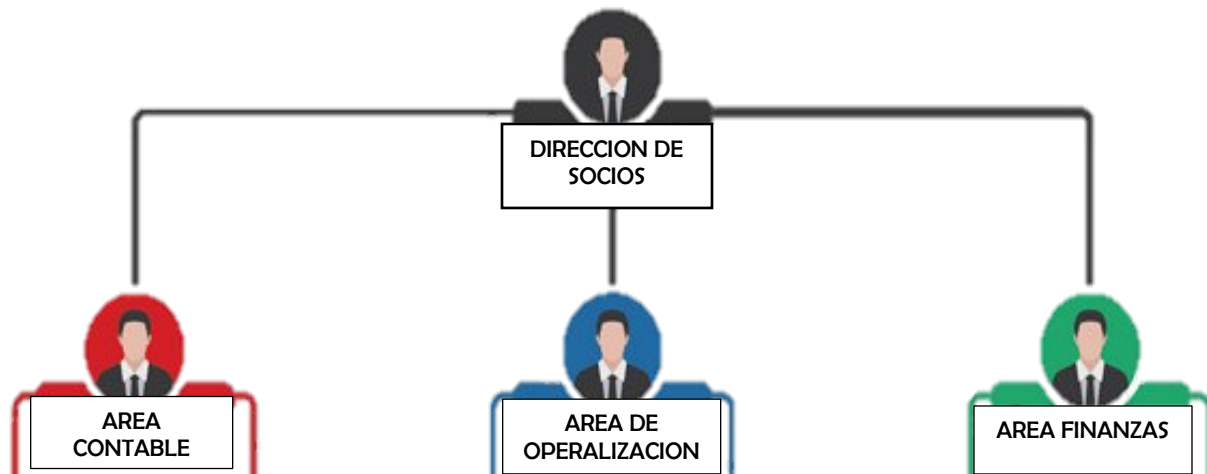 DIRECCION DE
SOCIOS
AREA
CONTABLE
AREA DE
OPERALIZACION
AREA FINANZAS